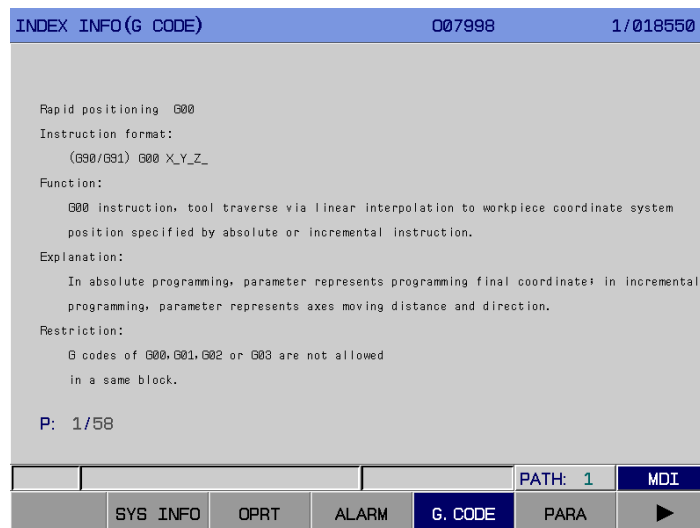 INDEX INFO(G CODE) O07998 1/018550
Rapid positioning G00
Instruction format:
(G90/G91) G00 X_Y_Z_
Function:
G00 instruction, tool traverse via linear interpolation to workpiece coordinate system
position specified by absolute or incremental instruction.
Explanation:
In absolute programming, parameter represents programming final coordinate; in incremental
programming, parameter represents axes moving distance and direction.
Restriction:
G codes of G00,G01,G02 or G03 are not allowed
in a same block.
P: 1/58
PATH: 1 MDI
SYS INFO OPRT ALARM G.CODE PARA ▶